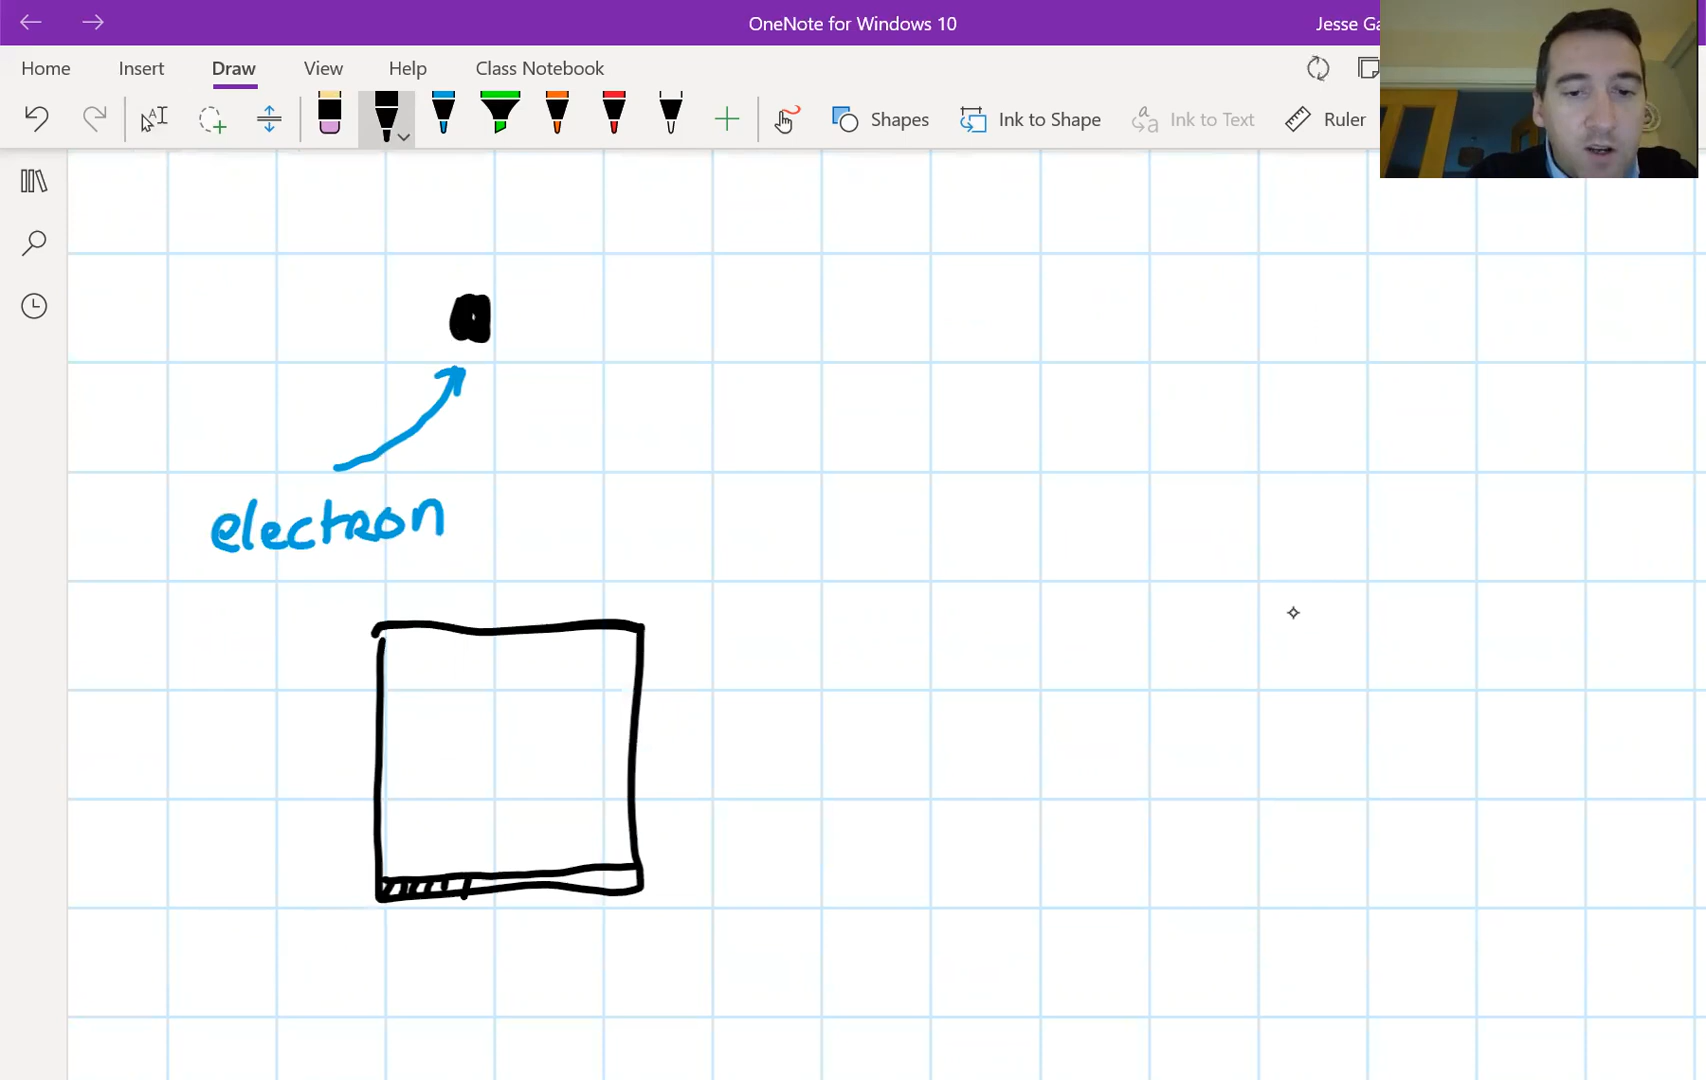 OneNote for Windows 10
Jesse Ga
Home Insert Draw View Help Class Notebook
Shapes Ink to Shape Ink to Text Ruler
electron